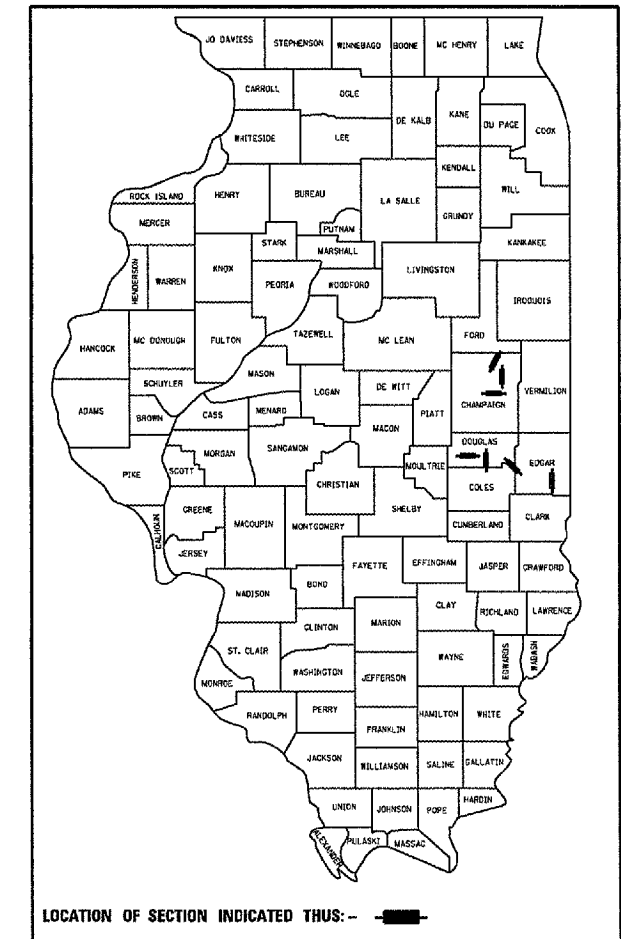 JO DAVIESS STEPHENSON WINNEBAGO BOONE MC HENRY LAKE
CARROLL OGLE
DE KALB KANE DU PAGE COOK
WHITESIDE LEE
KENDALL WILL
ROCK ISLAND HENRY BUREAU LA SALLE GRUNDY
MERCER PUTNAM
STARK MARSHALL KANKAKEE
HENDERSON WARREN KNOX LIVINGSTON
PEORIA WOODFORD IROQUOIS
HANCOCK MC DONOUGH FULTON TAZEWELL MC LEAN FORD
MASON
SCHUYLER LOGAN DE WITT VERMILION
ADAMS BROWN CASS MENARD PIATT CHAMPAIGN
MACON
MORGAN SANGAMON DOUGLAS
PIKE SCOTT MOULTRIE EDGAR
CHRISTIAN COLES
GREENE SHELBY
CALHOUN MACOUPIN MONTGOMERY CUMBERLAND CLARK
JERSEY
FAYETTE EFFINGHAM JASPER CRAWFORD
MADISON BOND CLAY
RICHLAND LAWRENCE
CLINTON MARION
ST. CLAIR WAYNE EDWARDS WABASH
WASHINGTON JEFFERSON
MONROE
RANDOLPH PERRY HAMILTON WHITE
FRANKLIN
JACKSON WILLIAMSON SALINE GALLATIN
UNION JOHNSON POPE HARDIN
ALEXANDER PULASKI MASSAC
LOCATION OF SECTION INDICATED THUS: -